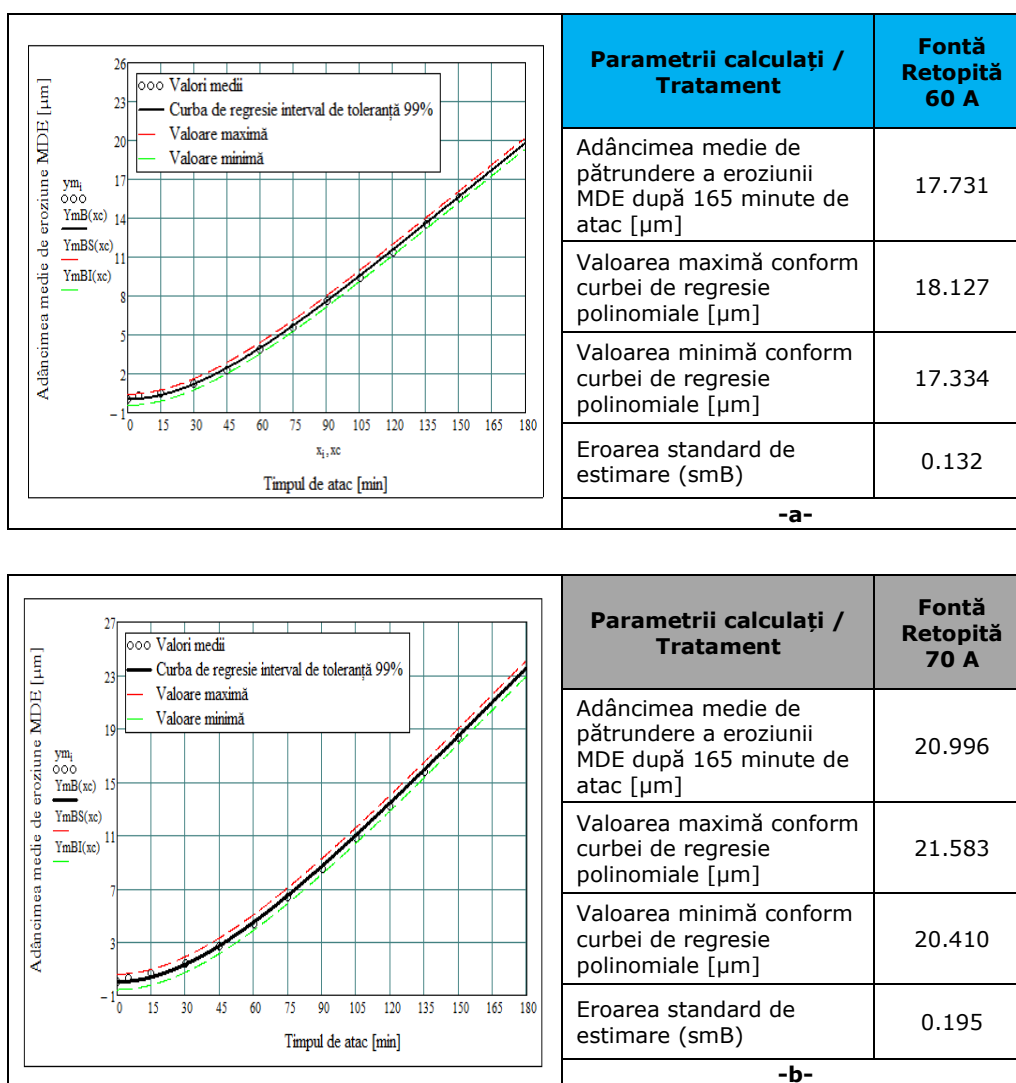 Adâncimea medie de eroziune MDE [µm]
ymᵢ
ooo
YmB(xc)
YmBS(xc)
YmBI(xc)
26
23
20
17
14
11
8
5
2
−1
ooo Valori medii
Curba de regresie interval de toleranță 99%
Valoare maximă
Valoare minimă
0 15 30 45 60 75 90 105 120 135 150 165 180
xᵢ, xc
Timpul de atac [min]
Parametrii calculați /
Tratament
Fontă
Retopită
60 A
Adâncimea medie de
pătrundere a eroziunii
MDE după 165 minute de
atac [µm]
17.731
Valoarea maximă conform
curbei de regresie
polinomiale [µm]
18.127
Valoarea minimă conform
curbei de regresie
polinomiale [µm]
17.334
Eroarea standard de
estimare (smB)
0.132
-a-
Adâncimea medie de eroziune MDE [µm]
ymᵢ
ooo
YmB(xc)
YmBS(xc)
YmBI(xc)
27
23
19
15
11
7
3
−1
ooo Valori medii
Curba de regresie interval de toleranță 99%
Valoare maximă
Valoare minimă
0 15 30 45 60 75 90 105 120 135 150 165 180
Timpul de atac [min]
Parametrii calculați /
Tratament
Fontă
Retopită
70 A
Adâncimea medie de
pătrundere a eroziunii
MDE după 165 minute de
atac [µm]
20.996
Valoarea maximă conform
curbei de regresie
polinomiale [µm]
21.583
Valoarea minimă conform
curbei de regresie
polinomiale [µm]
20.410
Eroarea standard de
estimare (smB)
0.195
-b-